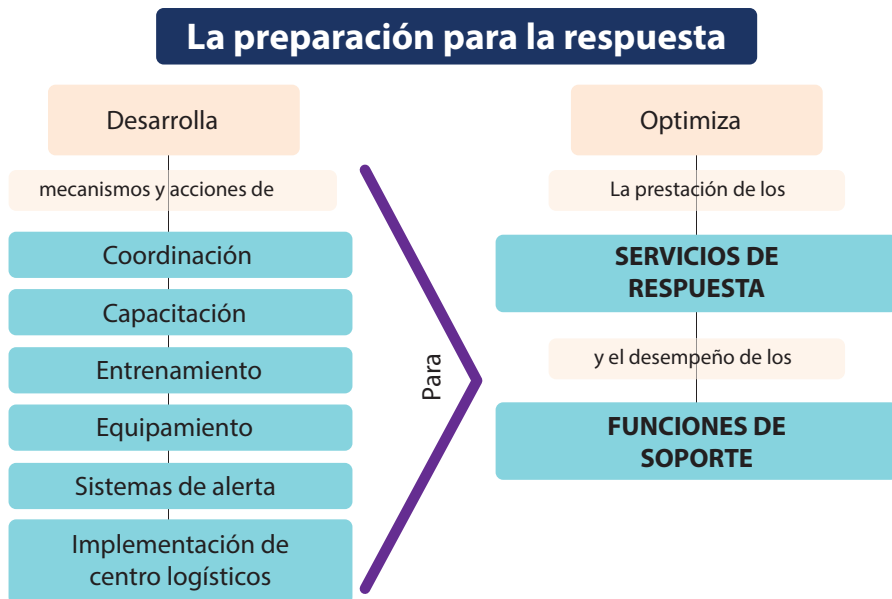 La preparación para la respuesta
Desarrolla
mecanismos y acciones de
Coordinación
Capacitación
Entrenamiento
Equipamiento
Sistemas de alerta
Implementación de
centro logísticos
Para
Optimiza
La prestación de los
SERVICIOS DE
RESPUESTA
y el desempeño de los
FUNCIONES DE
SOPORTE